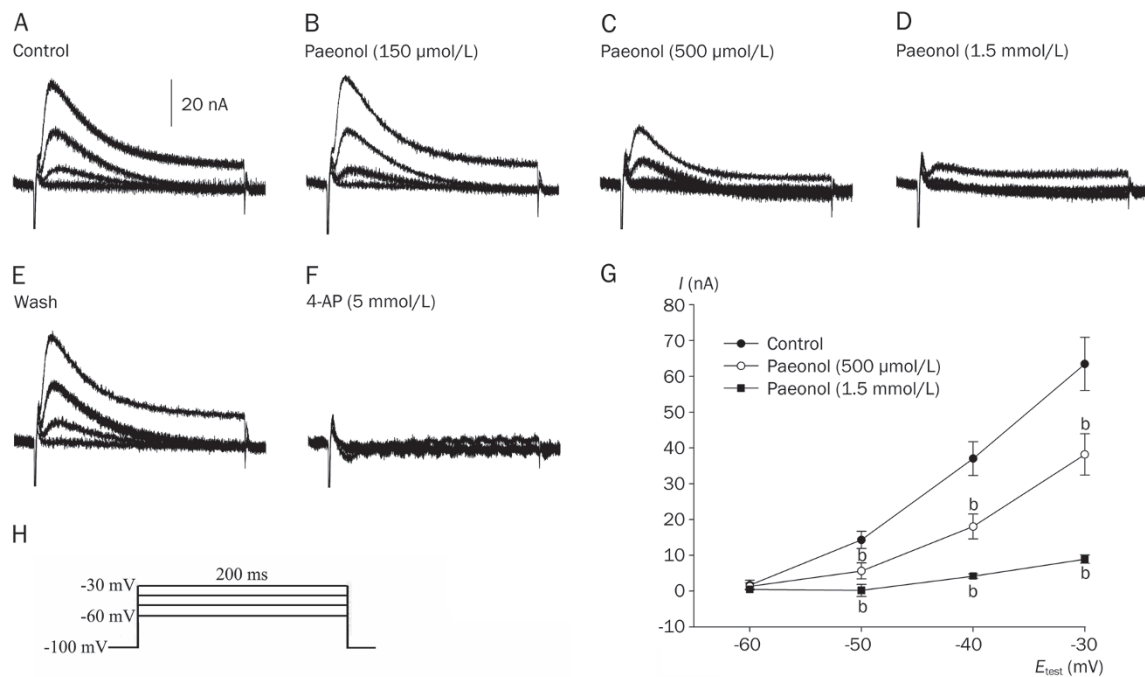 A
Control
20 nA
B
Paeonol (150 µmol/L)
C
Paeonol (500 µmol/L)
D
Paeonol (1.5 mmol/L)
E
Wash
F
4-AP (5 mmol/L)
G
I (nA)
80
70
60
50
40
30
20
10
0
-10
Control
Paeonol (500 µmol/L)
Paeonol (1.5 mmol/L)
b
b
b
b
b
b
-60
-50
-40
-30
Etest (mV)
H
200 ms
-30 mV
-60 mV
-100 mV